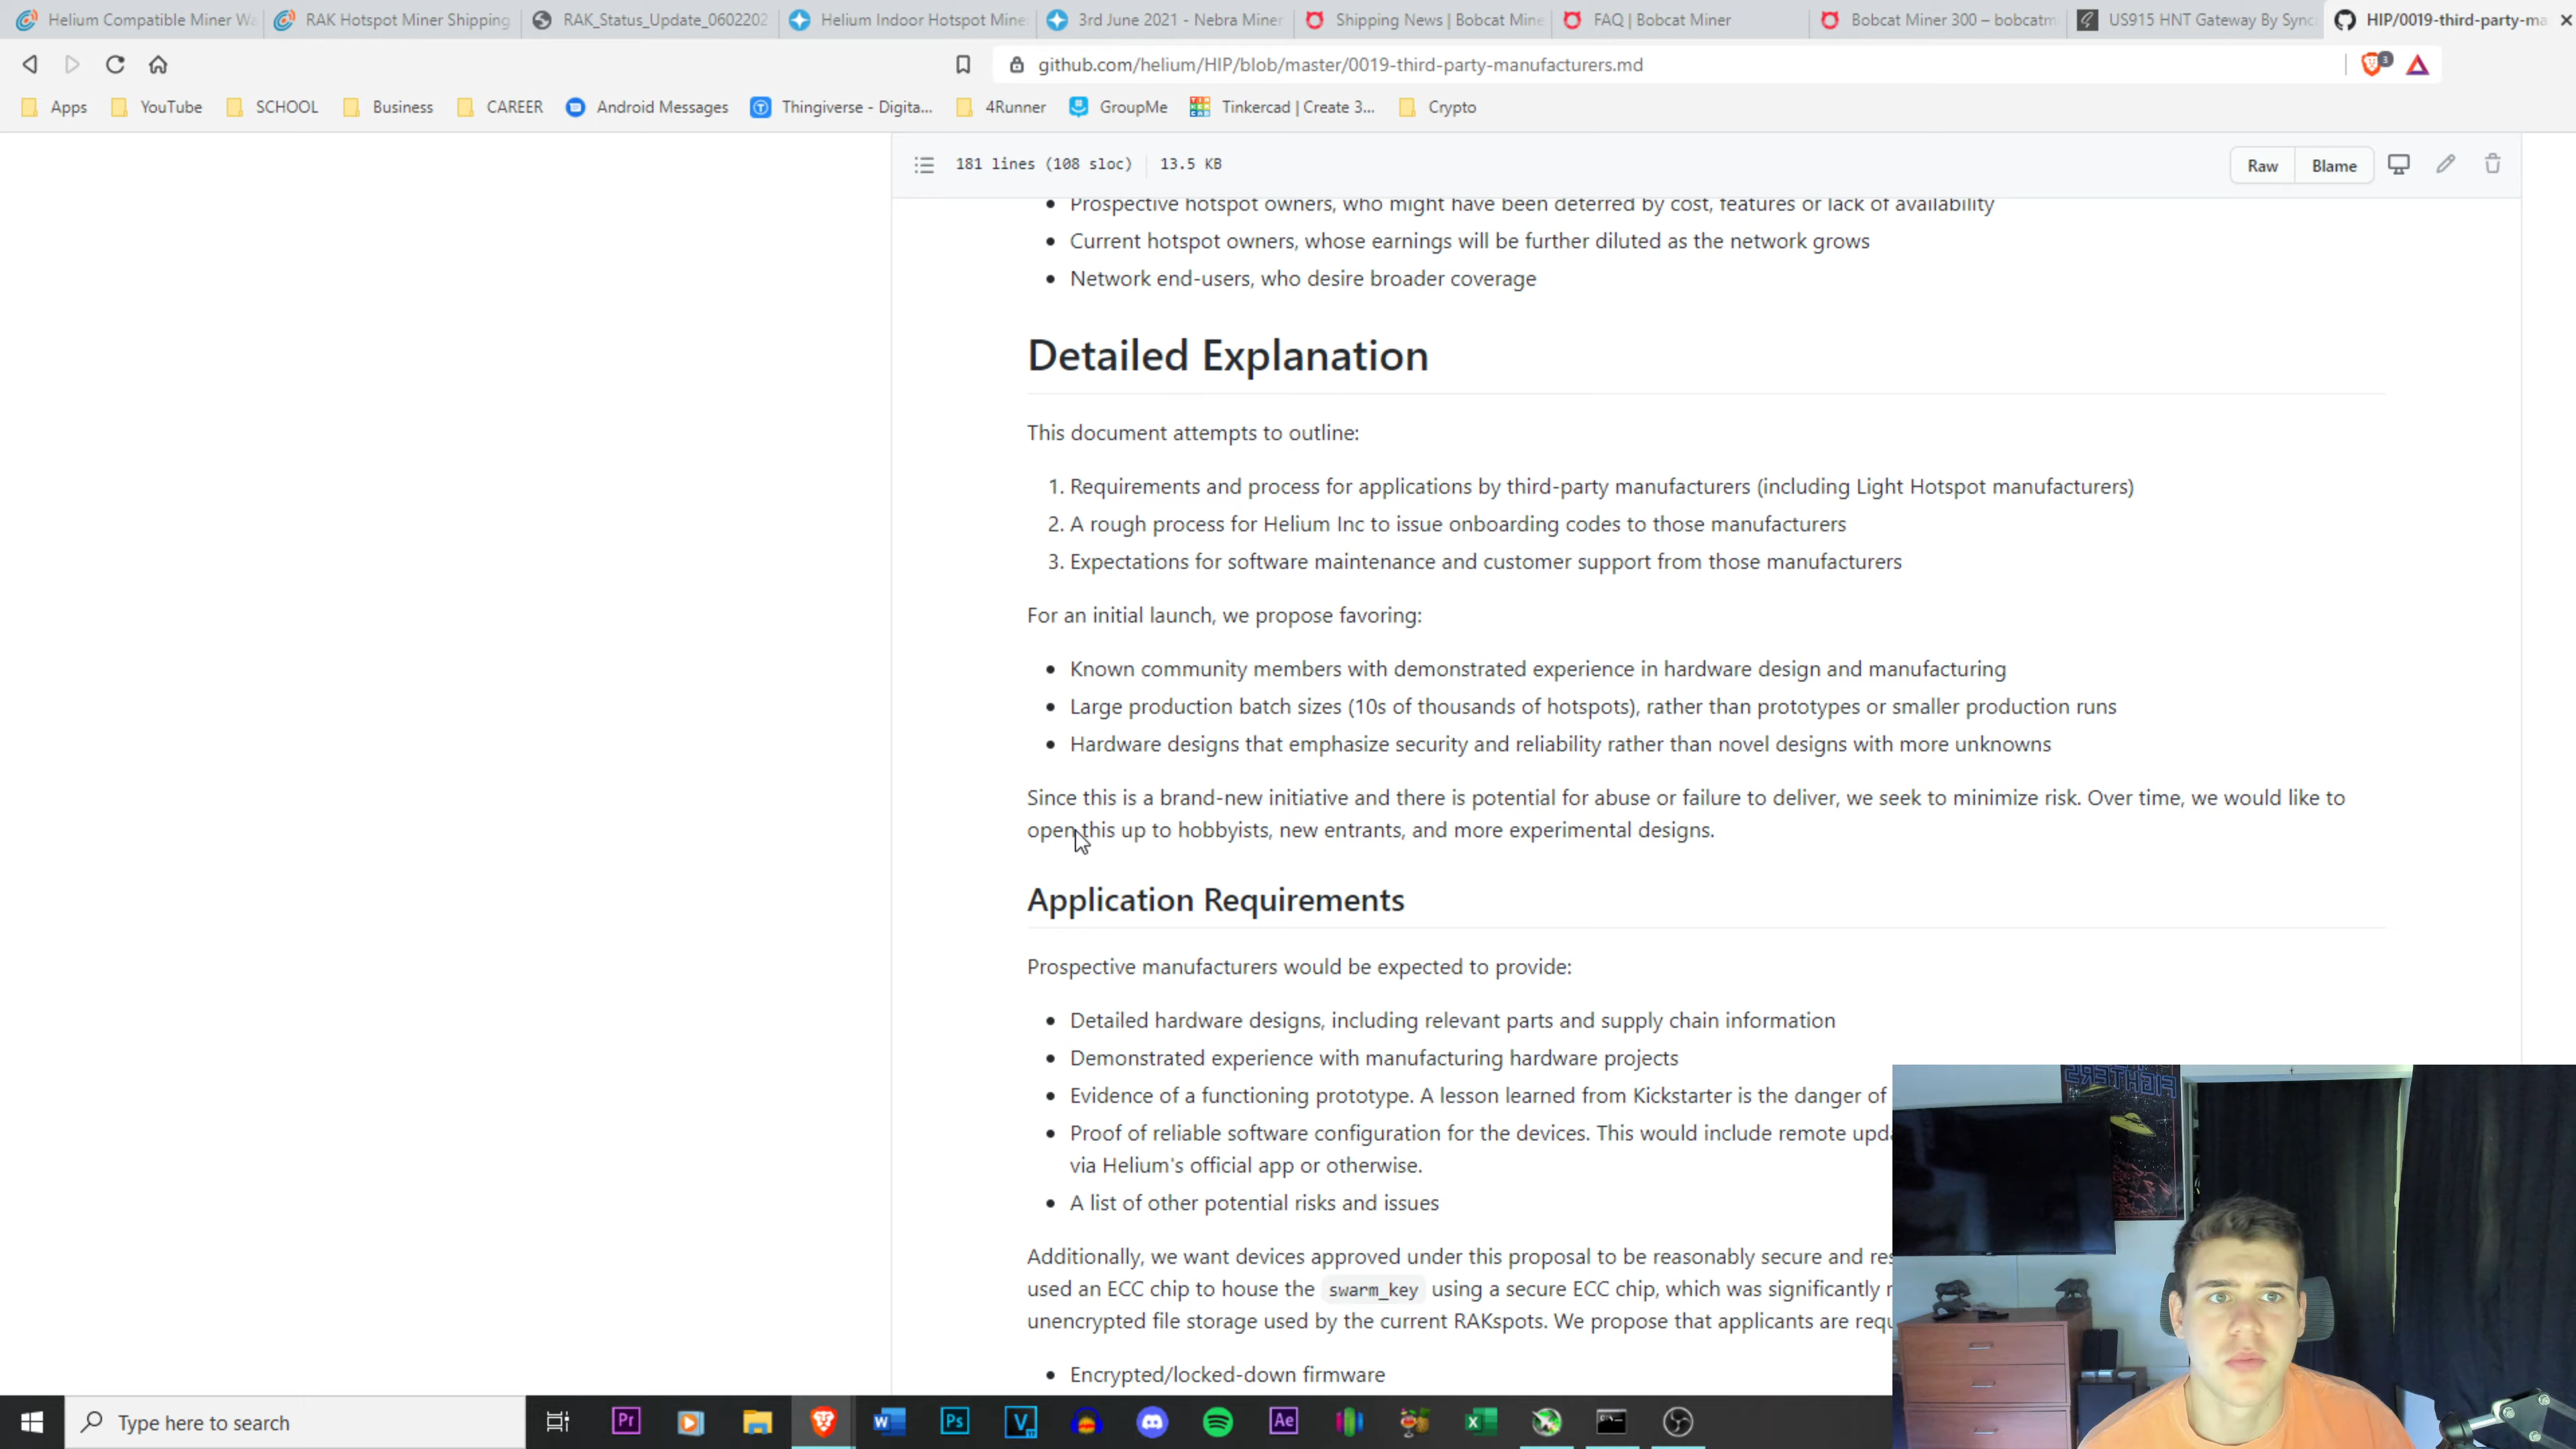 Helium Compatible Miner Wa
RAK Hotspot Miner Shipping
RAK_Status_Update_0602202
Helium Indoor Hotspot Mine
3rd June 2021 - Nebra Miner
Shipping News | Bobcat Mine
FAQ | Bobcat Miner
Bobcat Miner 300 – bobcatm
US915 HNT Gateway By Sync
HIP/0019-third-party-ma
github.com/helium/HIP/blob/master/0019-third-party-manufacturers.md
3
Apps
YouTube
SCHOOL
Business
CAREER
Android Messages
Thingiverse - Digita...
4Runner
GroupMe
Tinkercad | Create 3...
Crypto
181 lines (108 sloc) 13.5 KB
Raw
Blame
• Prospective hotspot owners, who might have been deterred by cost, features or lack of availability
• Current hotspot owners, whose earnings will be further diluted as the network grows
• Network end-users, who desire broader coverage
Detailed Explanation
This document attempts to outline:
1. Requirements and process for applications by third-party manufacturers (including Light Hotspot manufacturers)
2. A rough process for Helium Inc to issue onboarding codes to those manufacturers
3. Expectations for software maintenance and customer support from those manufacturers
For an initial launch, we propose favoring:
• Known community members with demonstrated experience in hardware design and manufacturing
• Large production batch sizes (10s of thousands of hotspots), rather than prototypes or smaller production runs
• Hardware designs that emphasize security and reliability rather than novel designs with more unknowns
Since this is a brand-new initiative and there is potential for abuse or failure to deliver, we seek to minimize risk. Over time, we would like to
open this up to hobbyists, new entrants, and more experimental designs.
Application Requirements
Prospective manufacturers would be expected to provide:
• Detailed hardware designs, including relevant parts and supply chain information
• Demonstrated experience with manufacturing hardware projects
• Evidence of a functioning prototype. A lesson learned from Kickstarter is the danger of
• Proof of reliable software configuration for the devices. This would include remote upda
via Helium's official app or otherwise.
• A list of other potential risks and issues
Additionally, we want devices approved under this proposal to be reasonably secure and res
used an ECC chip to house the swarm_key using a secure ECC chip, which was significantly r
unencrypted file storage used by the current RAKspots. We propose that applicants are requ
• Encrypted/locked-down firmware
Type here to search